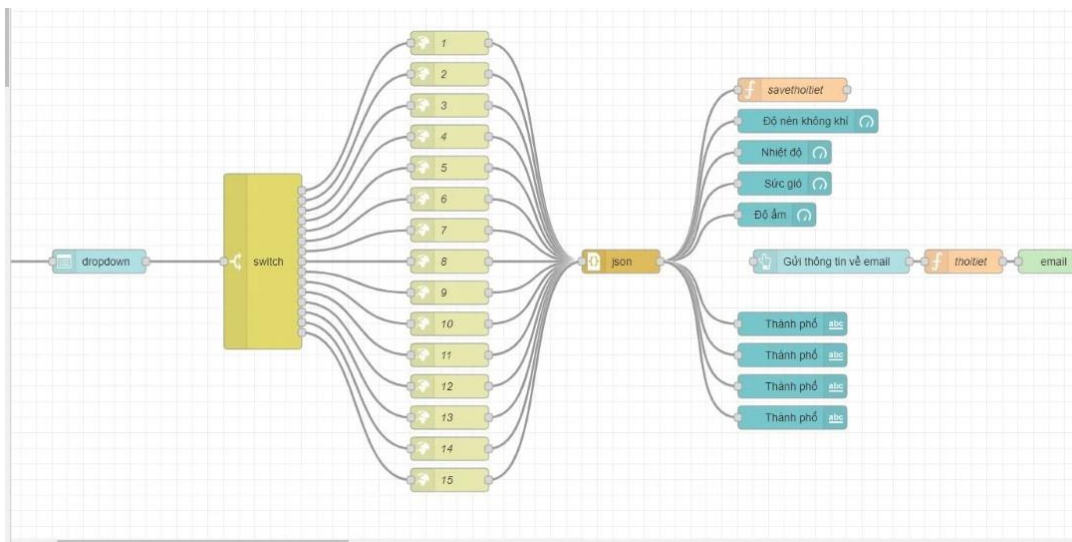 dropdown
switch
1
2
3
4
5
6
7
8
9
10
11
12
13
14
15
json
savethoitiet
Độ nén không khí
Nhiệt độ
Sức gió
Độ ẩm
Gửi thông tin về email
thoitiet
email
Thành phố abc
Thành phố abc
Thành phố abc
Thành phố abc